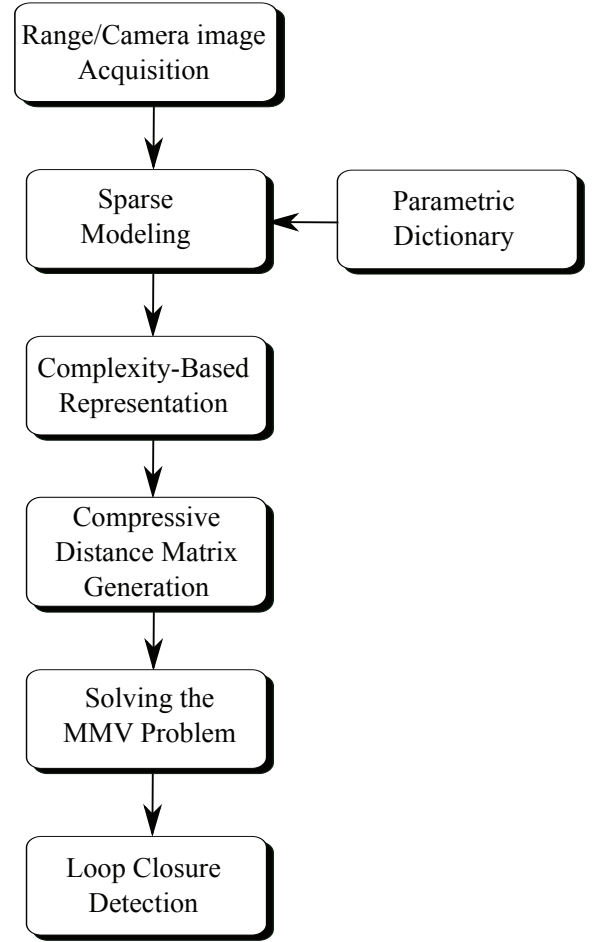 Range/Camera image
Acquisition
Sparse
Modeling
Parametric
Dictionary
Complexity-Based
Representation
Compressive
Distance Matrix
Generation
Solving the
MMV Problem
Loop Closure
Detection